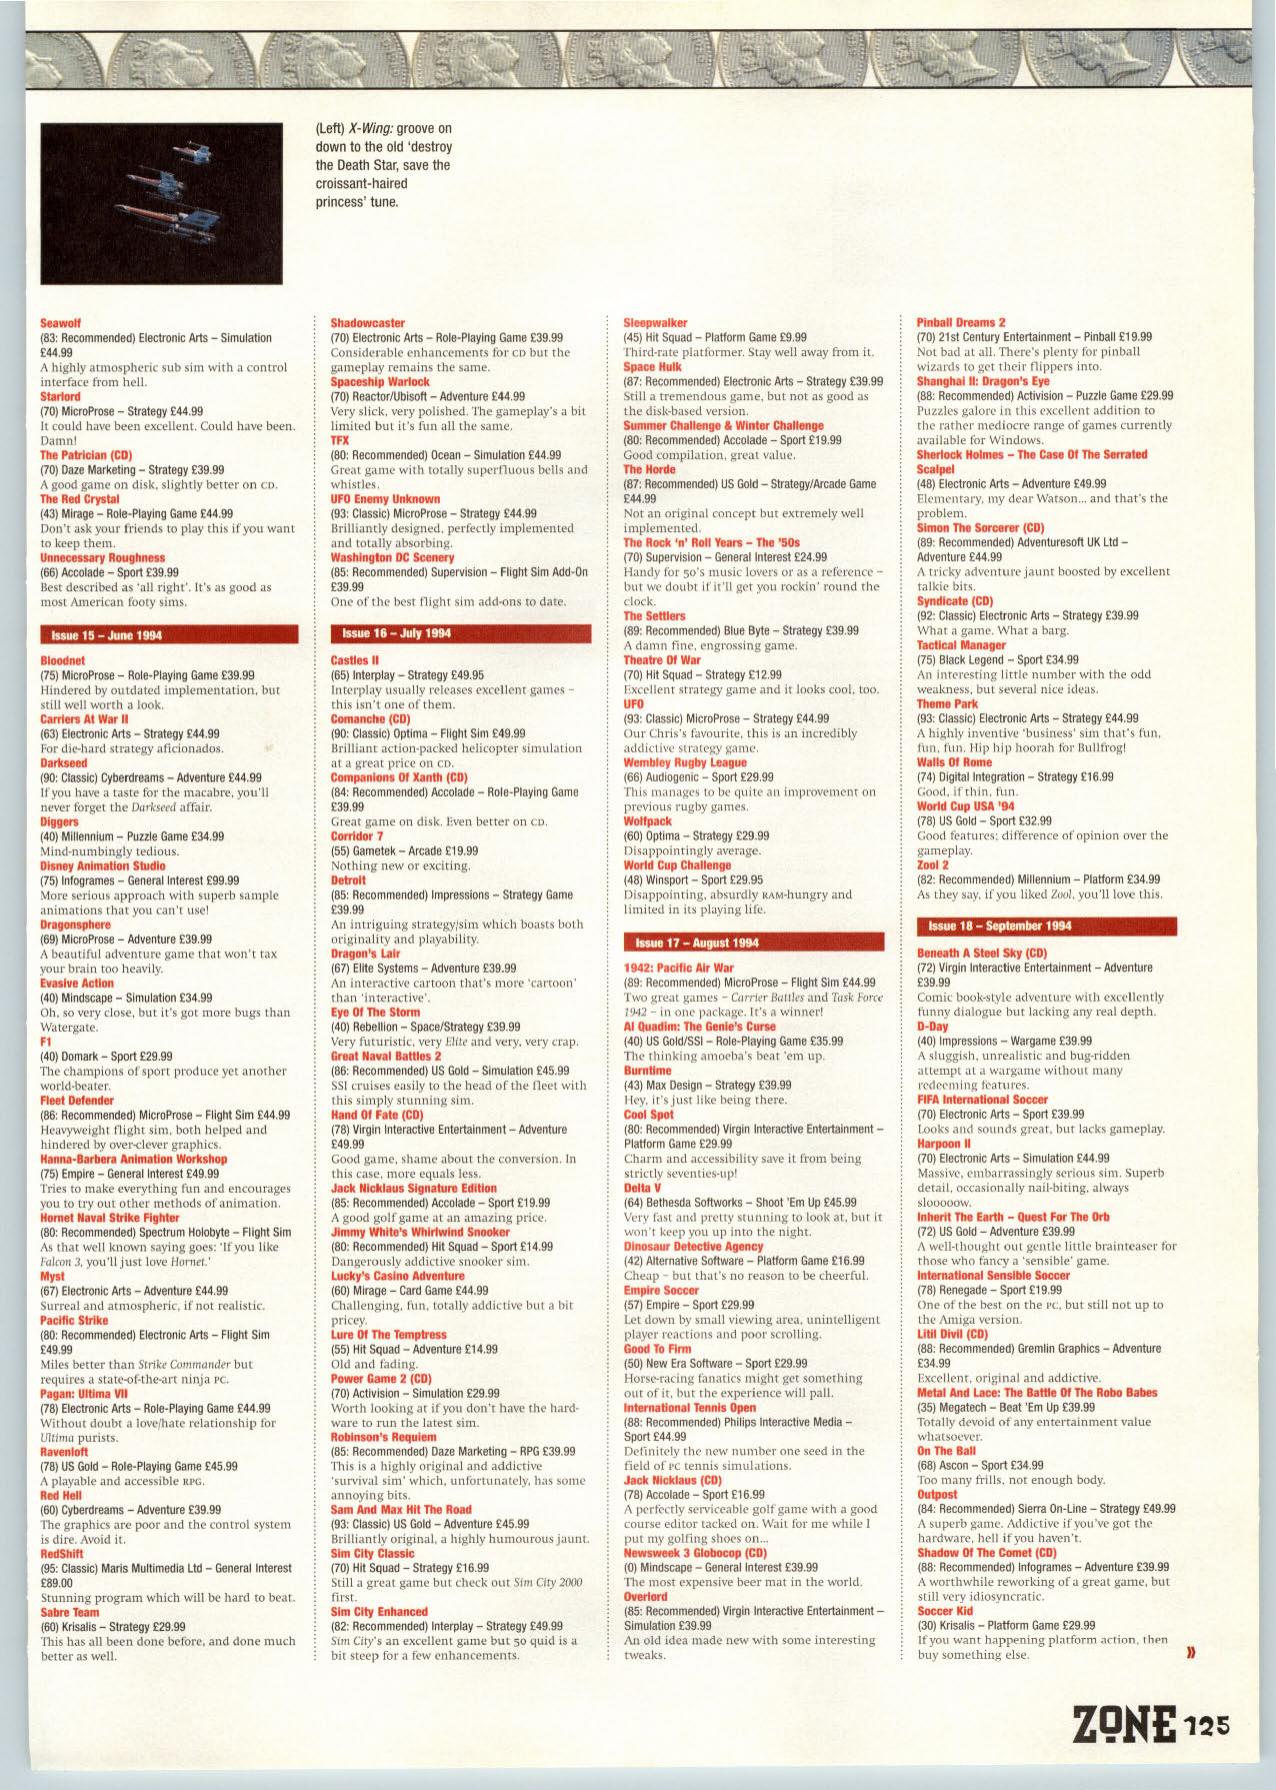 (Left) X-Wing: groove on
down to the old 'destroy
the Death Star, save the
croissant-haired
princess' tune.
Seawolf
(83: Recommended) Electronic Arts – Simulation
£44.99
A highly atmospheric sub sim with a control
interface from hell.
Starlord
(70) MicroProse – Strategy £44.99
It could have been excellent. Could have been.
Damn!
The Patrician (CD)
(70) Daze Marketing – Strategy £39.99
A good game on disk, slightly better on CD.
The Red Crystal
(43) Mirage – Role-Playing Game £44.99
Don't ask your friends to play this if you want
to keep them.
Unnecessary Roughness
(66) Accolade – Sport £39.99
Best described as 'all right'. It's as good as
most American footy sims.
Issue 15 – June 1994
Bloodnet
(75) MicroProse – Role-Playing Game £39.99
Hindered by outdated implementation, but
still well worth a look.
Carriers At War II
(63) Electronic Arts – Strategy £44.99
For die-hard strategy aficionados.
Darkseed
(90: Classic) Cyberdreams – Adventure £44.99
If you have a taste for the macabre, you'll
never forget the Darkseed affair.
Diggers
(40) Millennium – Puzzle Game £34.99
Mind-numbingly tedious.
Disney Animation Studio
(75) Infogrames – General Interest £99.99
More serious approach with superb sample
animations that you can't use!
Dragonsphere
(69) MicroProse – Adventure £39.99
A beautiful adventure game that won't tax
your brain too heavily.
Evasive Action
(40) Mindscape – Simulation £34.99
Oh, so very close, but it's got more bugs than
Watergate.
F1
(40) Domark – Sport £29.99
The champions of sport produce yet another
world-beater.
Fleet Defender
(86: Recommended) MicroProse – Flight Sim £44.99
Heavyweight flight sim, both helped and
hindered by over-clever graphics.
Hanna-Barbera Animation Workshop
(75) Empire – General Interest £49.99
Tries to make everything fun and encourages
you to try out other methods of animation.
Hornet Naval Strike Fighter
(80: Recommended) Spectrum Holobyte – Flight Sim
As that well known saying goes: 'If you like
Falcon 3, you'll just love Hornet.'
Myst
(67) Electronic Arts – Adventure £44.99
Surreal and atmospheric, if not realistic.
Pacific Strike
(80: Recommended) Electronic Arts – Flight Sim
£49.99
Miles better than Strike Commander but
requires a state-of-the-art ninja PC.
Pagan: Ultima VII
(78) Electronic Arts – Role-Playing Game £44.99
Without doubt a love/hate relationship for
Ultima purists.
Ravenloft
(78) US Gold – Role-Playing Game £45.99
A playable and accessible RPG.
Red Hell
(60) Cyberdreams – Adventure £39.99
The graphics are poor and the control system
is dire. Avoid it.
RedShift
(95: Classic) Maris Multimedia Ltd – General Interest
£89.00
Stunning program which will be hard to beat.
Sabre Team
(60) Krisalis – Strategy £29.99
This has all been done before, and done much
better as well.
Shadowcaster
(70) Electronic Arts – Role-Playing Game £39.99
Considerable enhancements for CD but the
gameplay remains the same.
Spaceship Warlock
(70) Reactor/Ubisoft – Adventure £44.99
Very slick, very polished. The gameplay's a bit
limited but it's fun all the same.
TFX
(80: Recommended) Ocean – Simulation £44.99
Great game with totally superfluous bells and
whistles.
UFO Enemy Unknown
(93: Classic) MicroProse – Strategy £44.99
Brilliantly designed, perfectly implemented
and totally absorbing.
Washington DC Scenery
(85: Recommended) Supervision – Flight Sim Add-On
£39.99
One of the best flight sim add-ons to date.
Issue 16 – July 1994
Castles II
(65) Interplay – Strategy £49.95
Interplay usually releases excellent games –
this isn't one of them.
Comanche (CD)
(90: Classic) Optima – Flight Sim £49.99
Brilliant action-packed helicopter simulation
at a great price on CD.
Companions Of Xanth (CD)
(84: Recommended) Accolade – Role-Playing Game
£39.99
Great game on disk. Even better on CD.
Corridor 7
(55) Gametek – Arcade £19.99
Nothing new or exciting.
Detroit
(85: Recommended) Impressions – Strategy Game
£39.99
An intriguing strategy/sim which boasts both
originality and playability.
Dragon's Lair
(67) Elite Systems – Adventure £39.99
An interactive cartoon that's more 'cartoon'
than 'interactive'.
Eye Of The Storm
(40) Rebellion – Space/Strategy £39.99
Very futuristic, very Elite and very, very crap.
Great Naval Battles 2
(86: Recommended) US Gold – Simulation £45.99
SSI cruises easily to the head of the fleet with
this simply stunning sim.
Hand Of Fate (CD)
(78) Virgin Interactive Entertainment – Adventure
£49.99
Good game, shame about the conversion. In
this case, more equals less.
Jack Nicklaus Signature Edition
(85: Recommended) Accolade – Sport £19.99
A good golf game at an amazing price.
Jimmy White's Whirlwind Snooker
(80: Recommended) Hit Squad – Sport £14.99
Dangerously addictive snooker sim.
Lucky's Casino Adventure
(60) Mirage – Card Game £44.99
Challenging, fun, totally addictive but a bit
pricey.
Lure Of The Temptress
(55) Hit Squad – Adventure £14.99
Old and fading.
Power Game 2 (CD)
(70) Activision – Simulation £29.99
Worth looking at if you don't have the hard-
ware to run the latest sim.
Robinson's Requiem
(85: Recommended) Daze Marketing – RPG £39.99
This is a highly original and addictive
'survival sim' which, unfortunately, has some
annoying bits.
Sam And Max Hit The Road
(93: Classic) US Gold – Adventure £45.99
Brilliantly original, a highly humourous jaunt.
Sim City Classic
(70) Hit Squad – Strategy £16.99
Still a great game but check out Sim City 2000
first.
Sim City Enhanced
(82: Recommended) Interplay – Strategy £49.99
Sim City's an excellent game but 50 quid is a
bit steep for a few enhancements.
Sleepwalker
(45) Hit Squad – Platform Game £9.99
Third-rate platformer. Stay well away from it.
Space Hulk
(87: Recommended) Electronic Arts – Strategy £39.99
Still a tremendous game, but not as good as
the disk-based version.
Summer Challenge & Winter Challenge
(80: Recommended) Accolade – Sport £19.99
Good compilation, great value.
The Horde
(87: Recommended) US Gold – Strategy/Arcade Game
£44.99
Not an original concept but extremely well
implemented.
The Rock 'n' Roll Years – The '50s
(70) Supervision – General Interest £24.99
Handy for 50's music lovers or as a reference –
but we doubt if it'll get you rockin' round the
clock.
The Settlers
(89: Recommended) Blue Byte – Strategy £39.99
A damn fine, engrossing game.
Theatre Of War
(70) Hit Squad – Strategy £12.99
Excellent strategy game and it looks cool, too.
UFO
(93: Classic) MicroProse – Strategy £44.99
Our Chris's favourite, this is an incredibly
addictive strategy game.
Wembley Rugby League
(66) Audiogenic – Sport £29.99
This manages to be quite an improvement on
previous rugby games.
Wolfpack
(60) Optima – Strategy £29.99
Disappointingly average.
World Cup Challenge
(48) Winsport – Sport £29.95
Disappointing, absurdly RAM-hungry and
limited in its playing life.
Issue 17 – August 1994
1942: Pacific Air War
(89: Recommended) MicroProse – Flight Sim £44.99
Two great games – Carrier Battles and Task Force
1942 – in one package. It's a winner!
Al Quadim: The Genie's Curse
(40) US Gold/SSI – Role-Playing Game £35.99
The thinking amoeba's beat 'em up.
Burntime
(43) Max Design – Strategy £39.99
Hey, it's just like being there.
Cool Spot
(80: Recommended) Virgin Interactive Entertainment –
Platform Game £29.99
Charm and accessibility save it from being
strictly seventies-up!
Delta V
(64) Bethesda Softworks – Shoot 'Em Up £45.99
Very fast and pretty stunning to look at, but it
won't keep you up into the night.
Dinosaur Detective Agency
(42) Alternative Software – Platform Game £16.99
Cheap – but that's no reason to be cheerful.
Empire Soccer
(57) Empire – Sport £29.99
Let down by small viewing area, unintelligent
player reactions and poor scrolling.
Good To Firm
(50) New Era Software – Sport £29.99
Horse-racing fanatics might get something
out of it, but the experience will pall.
International Tennis Open
(88: Recommended) Philips Interactive Media –
Sport £44.99
Definitely the new number one seed in the
field of PC tennis simulations.
Jack Nicklaus (CD)
(78) Accolade – Sport £16.99
A perfectly serviceable golf game with a good
course editor tacked on. Wait for me while I
put my golfing shoes on...
Newsweek 3 Globocop (CD)
(0) Mindscape – General Interest £39.99
The most expensive beer mat in the world.
Overlord
(85: Recommended) Virgin Interactive Entertainment –
Simulation £39.99
An old idea made new with some interesting
tweaks.
Pinball Dreams 2
(70) 21st Century Entertainment – Pinball £19.99
Not bad at all. There's plenty for pinball
wizards to get their flippers into.
Shanghai II: Dragon's Eye
(88: Recommended) Activision – Puzzle Game £29.99
Puzzles galore in this excellent addition to
the rather mediocre range of games currently
available for Windows.
Sherlock Holmes – The Case Of The Serrated
Scalpel
(48) Electronic Arts – Adventure £49.99
Elementary, my dear Watson... and that's the
problem.
Simon The Sorcerer (CD)
(89: Recommended) Adventuresoft UK Ltd –
Adventure £44.99
A tricky adventure jaunt boosted by excellent
talkie bits.
Syndicate (CD)
(92: Classic) Electronic Arts – Strategy £39.99
What a game. What a barg.
Tactical Manager
(75) Black Legend – Sport £34.99
An interesting little number with the odd
weakness, but several nice ideas.
Theme Park
(93: Classic) Electronic Arts – Strategy £44.99
A highly inventive 'business' sim that's fun,
fun, fun. Hip hip hoorah for Bullfrog!
Walls Of Rome
(74) Digital Integration – Strategy £16.99
Good, if thin, fun.
World Cup USA '94
(78) US Gold – Sport £32.99
Good features; difference of opinion over the
gameplay.
Zool 2
(82: Recommended) Millennium – Platform £34.99
As they say, if you liked Zool, you'll love this.
Issue 18 – September 1994
Beneath A Steel Sky (CD)
(72) Virgin Interactive Entertainment – Adventure
£39.99
Comic book-style adventure with excellently
funny dialogue but lacking any real depth.
D-Day
(40) Impressions – Wargame £39.99
A sluggish, unrealistic and bug-ridden
attempt at a wargame without many
redeeming features.
FIFA International Soccer
(70) Electronic Arts – Sport £39.99
Looks and sounds great, but lacks gameplay.
Harpoon II
(70) Electronic Arts – Simulation £44.99
Massive, embarrassingly serious sim. Superb
detail, occasionally nail-biting, always
slooooow.
Inherit The Earth – Quest For The Orb
(72) US Gold – Adventure £39.99
A well-thought out gentle little brainteaser for
those who fancy a 'sensible' game.
International Sensible Soccer
(78) Renegade – Sport £19.99
One of the best on the PC, but still not up to
the Amiga version.
Litil Divil (CD)
(88: Recommended) Gremlin Graphics – Adventure
£34.99
Excellent, original and addictive.
Metal And Lace: The Battle Of The Robo Babes
(35) Megatech – Beat 'Em Up £39.99
Totally devoid of any entertainment value
whatsoever.
On The Ball
(68) Ascon – Sport £34.99
Too many frills, not enough body.
Outpost
(84: Recommended) Sierra On-Line – Strategy £49.99
A superb game. Addictive if you've got the
hardware, hell if you haven't.
Shadow Of The Comet (CD)
(88: Recommended) Infogrames – Adventure £39.99
A worthwhile reworking of a great game, but
still very idiosyncratic.
Soccer Kid
(30) Krisalis – Platform Game £29.99
If you want happening platform action, then
buy something else.
»
ZONE 125